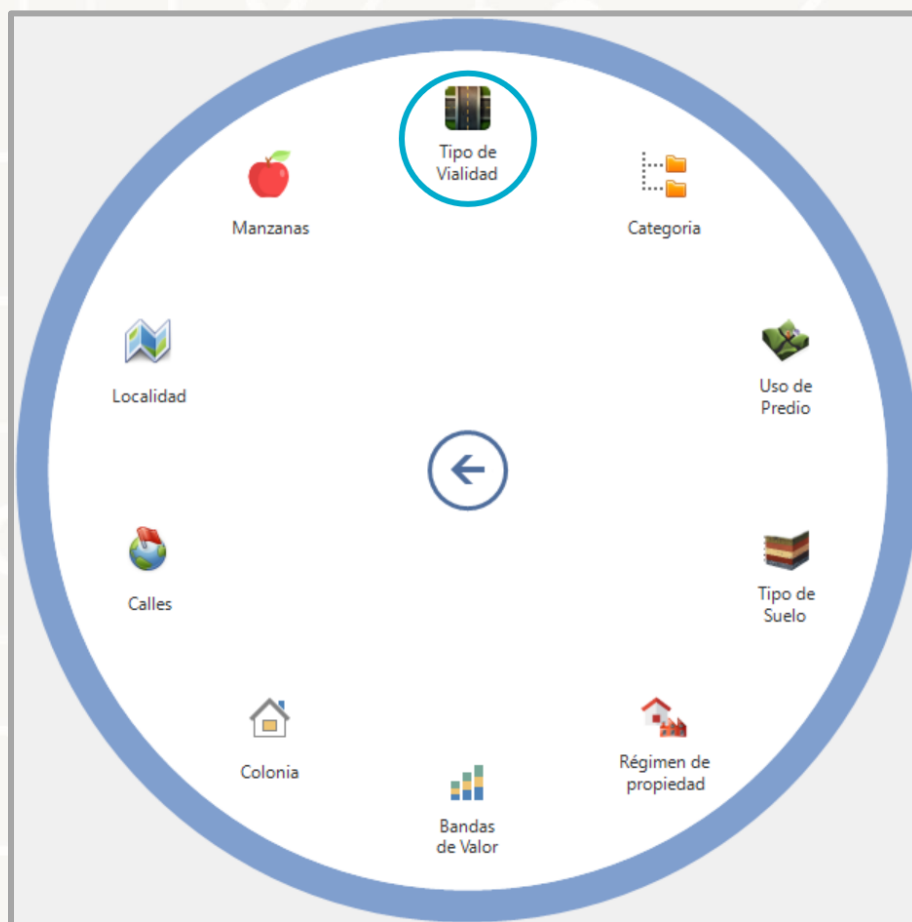 Tipo de
Vialidad
Manzanas
Categoria
Localidad
Uso de
Predio
Calles
Tipo de
Suelo
Colonia
Régimen de
propiedad
Bandas
de Valor